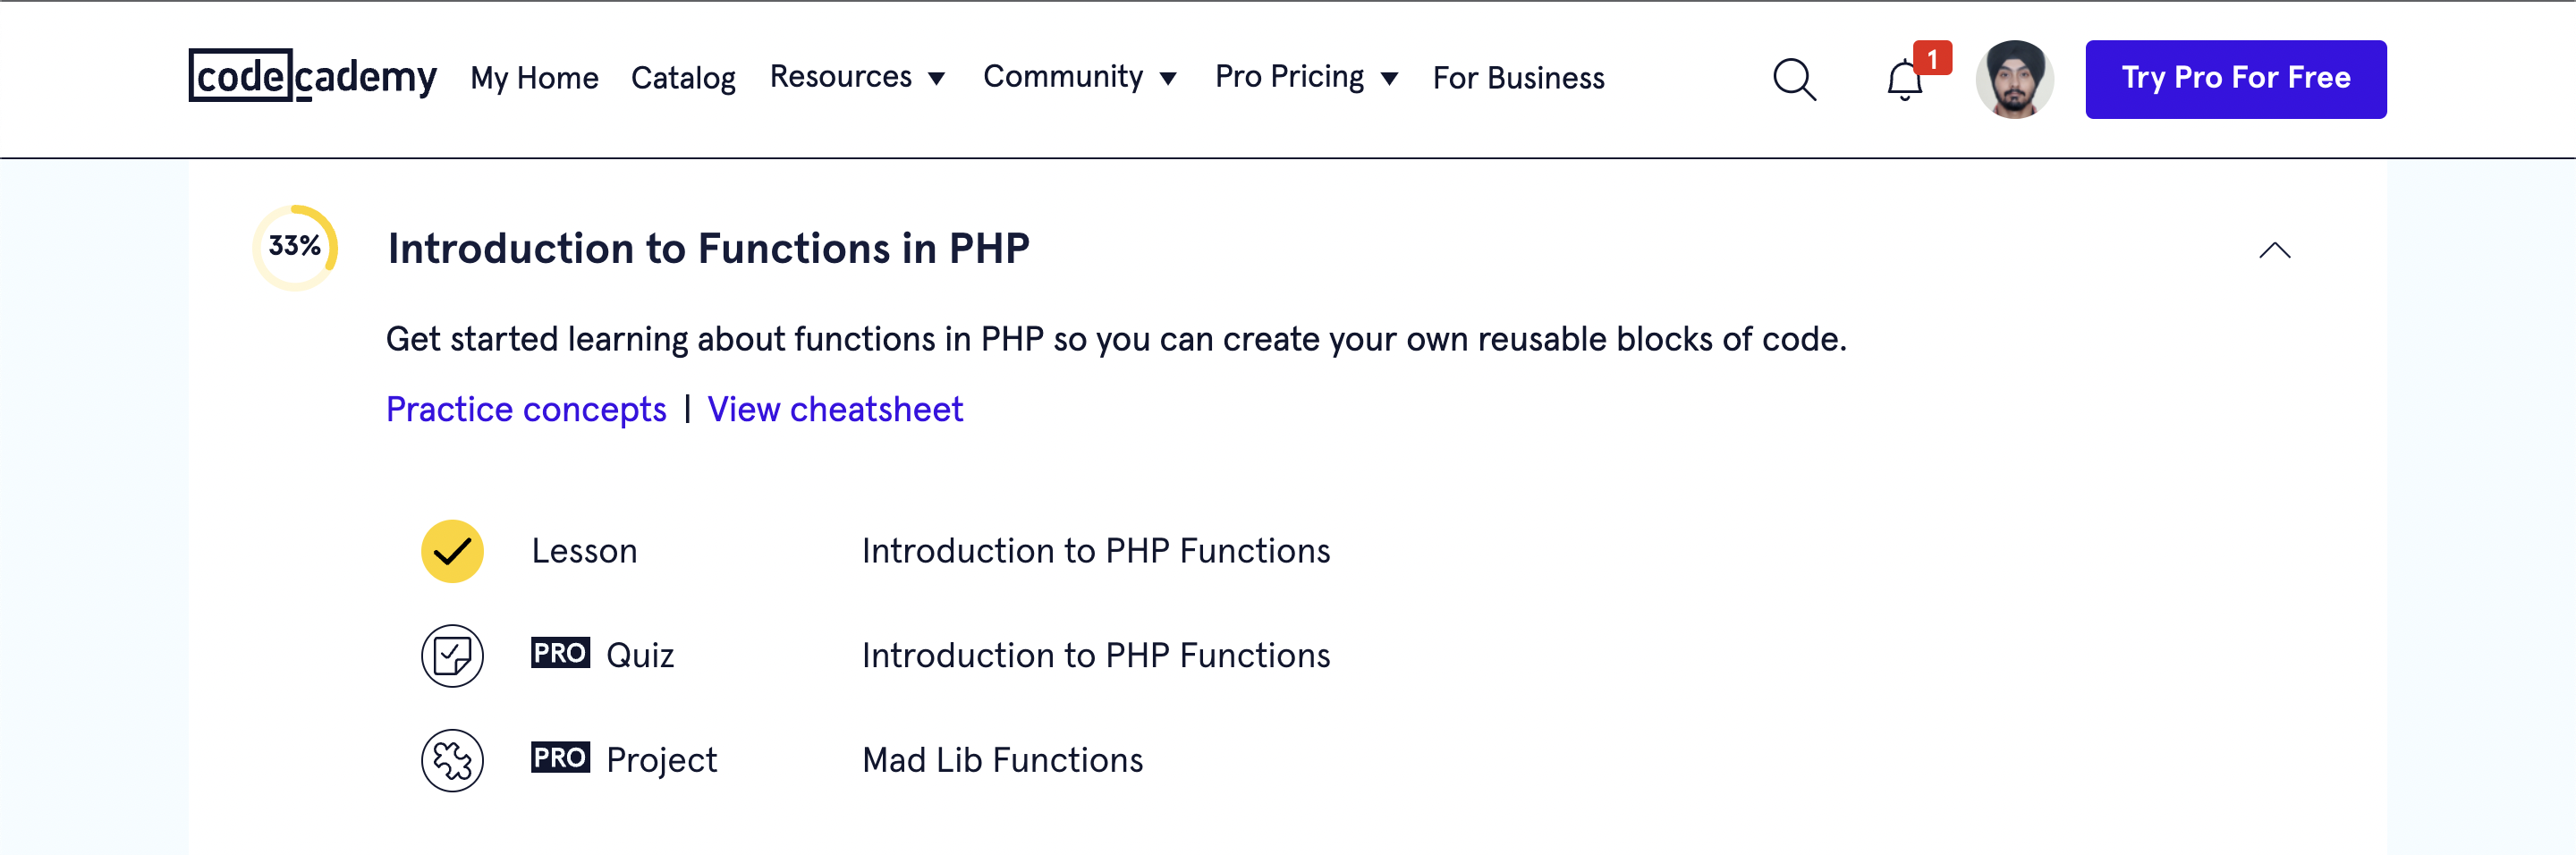 codecademy My Home Catalog Resources Community Pro Pricing For Business 1 Try Pro For Free
33% Introduction to Functions in PHP
Get started learning about functions in PHP so you can create your own reusable blocks of code.
Practice concepts | View cheatsheet
Lesson Introduction to PHP Functions
PRO Quiz Introduction to PHP Functions
PRO Project Mad Lib Functions